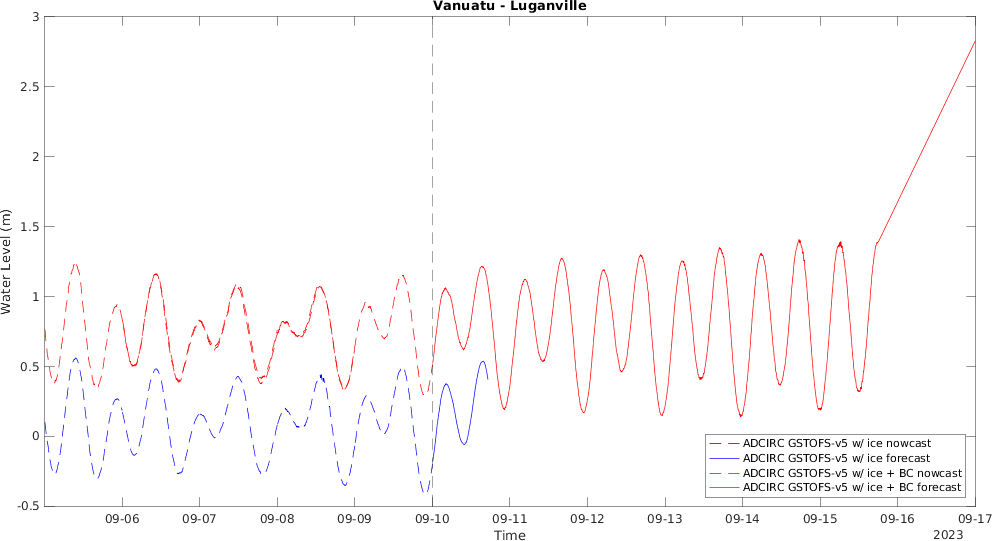 Vanuatu - Luganville
3
2.5
2
1.5
1
0.5
0
-0.5
Water Level (m)
09-06 09-07 09-08 09-09 09-10 09-11 09-12 09-13 09-14 09-15 09-16 09-17
Time
2023
ADCIRC GSTOFS-v5 w/ ice nowcast
ADCIRC GSTOFS-v5 w/ ice forecast
ADCIRC GSTOFS-v5 w/ ice + BC nowcast
ADCIRC GSTOFS-v5 w/ ice + BC forecast